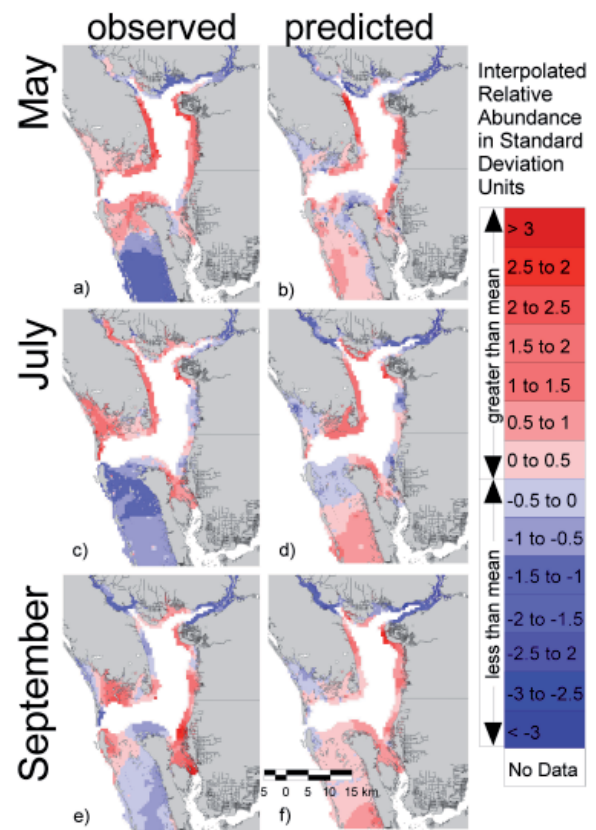 observed predicted
May
July
September
a)
b)
c)
d)
e)
f)
5 0 5 10 15 km
Interpolated
Relative
Abundance
in Standard
Deviation
Units
greater than mean
less than mean
> 3
2.5 to 2
2 to 2.5
1.5 to 2
1 to 1.5
0.5 to 1
0 to 0.5
-0.5 to 0
-1 to -0.5
-1.5 to -1
-2 to -1.5
-2.5 to 2
-3 to -2.5
< -3
No Data